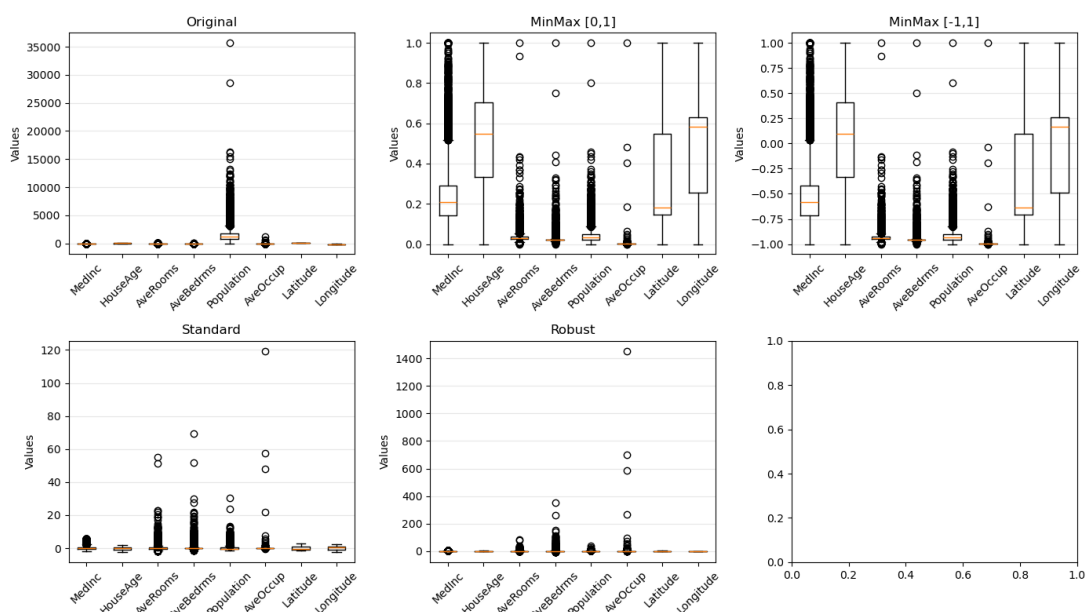 Original
MinMax [0,1]
MinMax [-1,1]
35000
30000
25000
20000
15000
10000
5000
0
Values
MedInc
HouseAge
AveRooms
AveBedrms
Population
AveOccup
Latitude
Longitude
1.0
0.8
0.6
0.4
0.2
0.0
Values
MedInc
HouseAge
AveRooms
AveBedrms
Population
AveOccup
Latitude
Longitude
1.00
0.75
0.50
0.25
0.00
−0.25
−0.50
−0.75
−1.00
Values
MedInc
HouseAge
AveRooms
AveBedrms
Population
AveOccup
Latitude
Longitude
Standard
Robust
120
100
80
60
40
20
0
Values
MedInc
HouseAge
AveRooms
AveBedrms
Population
AveOccup
Latitude
Longitude
1400
1200
1000
800
600
400
200
0
Values
MedInc
HouseAge
AveRooms
AveBedrms
Population
AveOccup
Latitude
Longitude
1.0
0.8
0.6
0.4
0.2
0.0
0.0 0.2 0.4 0.6 0.8 1.0